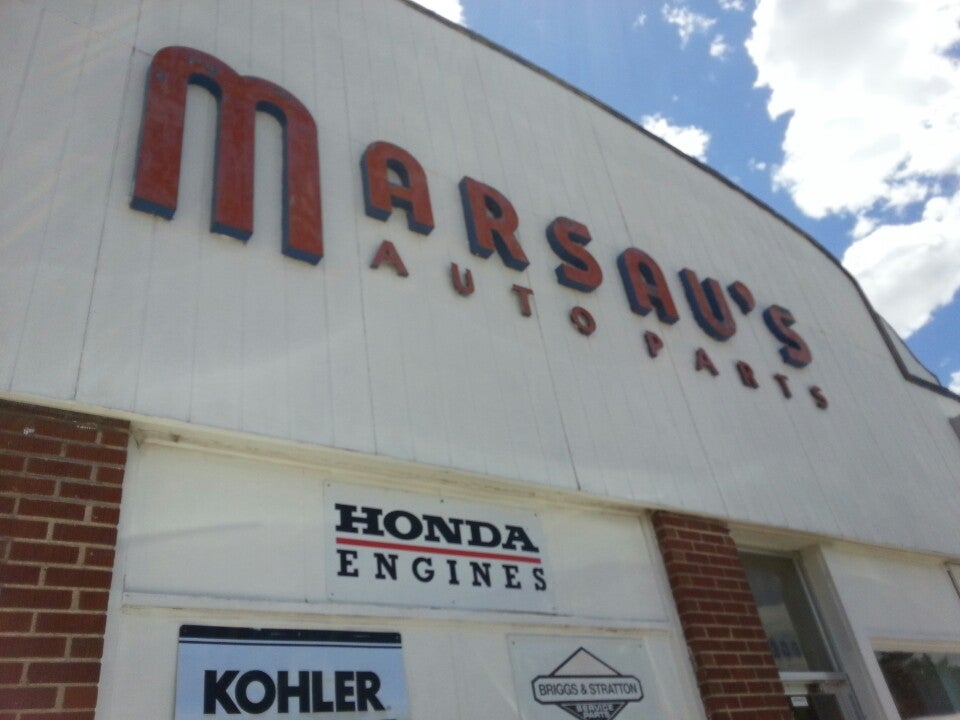 MARSAU'S
AUTO PARTS
HONDA
ENGINES
KOHLER
BRIGGS & STRATTON
SERVICE
PARTS